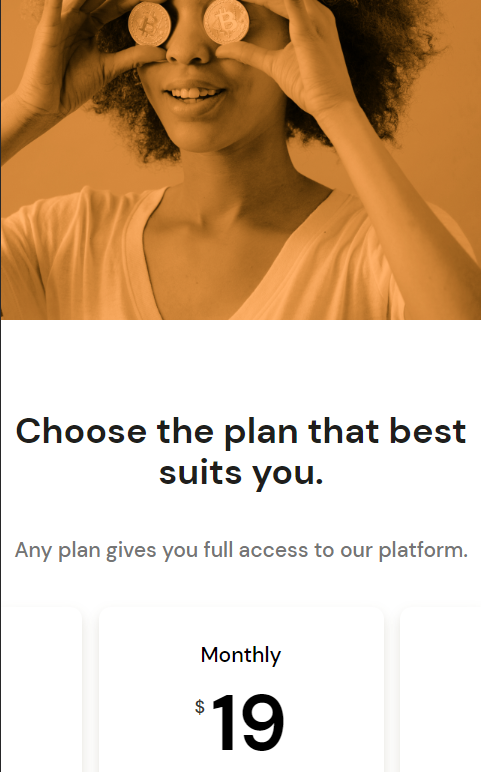 Choose the plan that best
suits you.
Any plan gives you full access to our platform.
Monthly
$ 19